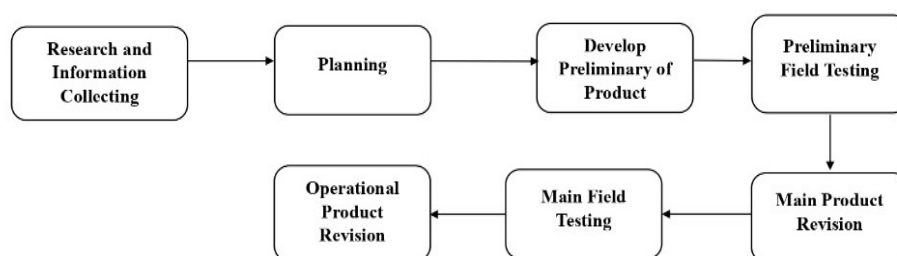 Research and
Information
Collecting
Planning
Develop
Preliminary of
Product
Preliminary
Field Testing
Main Product
Revision
Main Field
Testing
Operational
Product
Revision